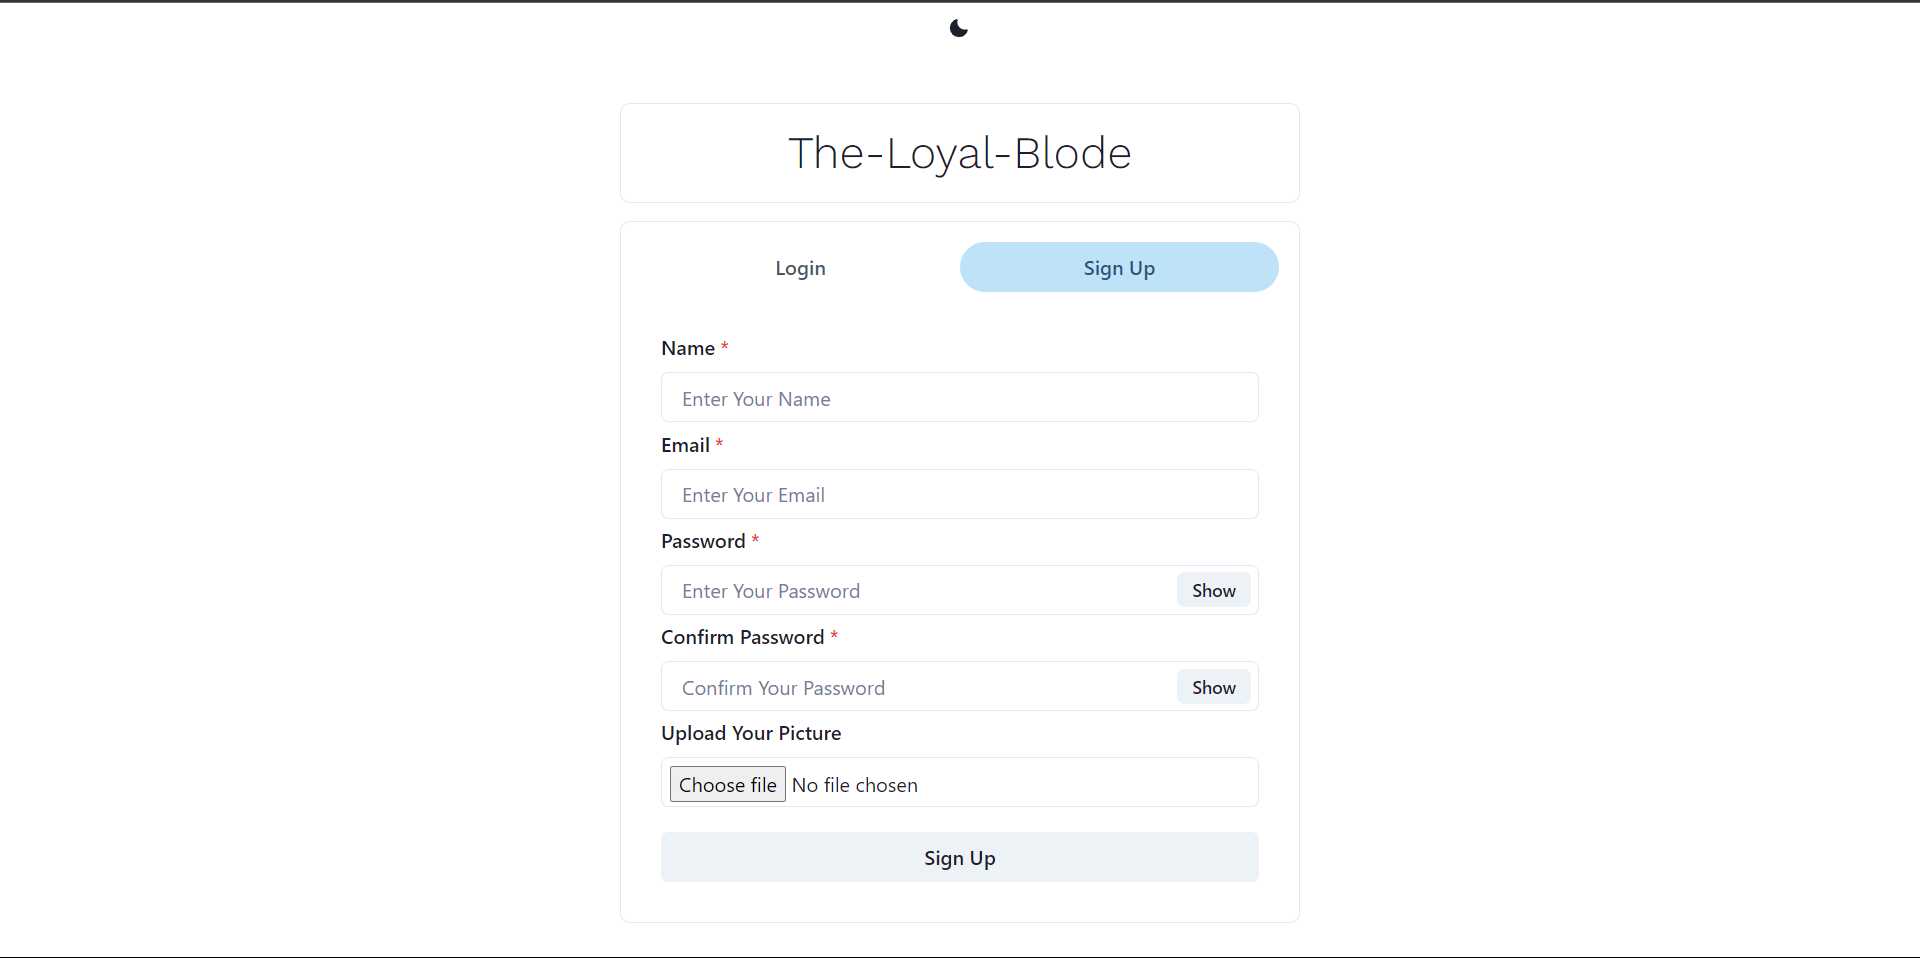 The-Loyal-Blode
Login Sign Up
Name *
Enter Your Name
Email *
Enter Your Email
Password *
Enter Your Password Show
Confirm Password *
Confirm Your Password Show
Upload Your Picture
Choose file No file chosen
Sign Up